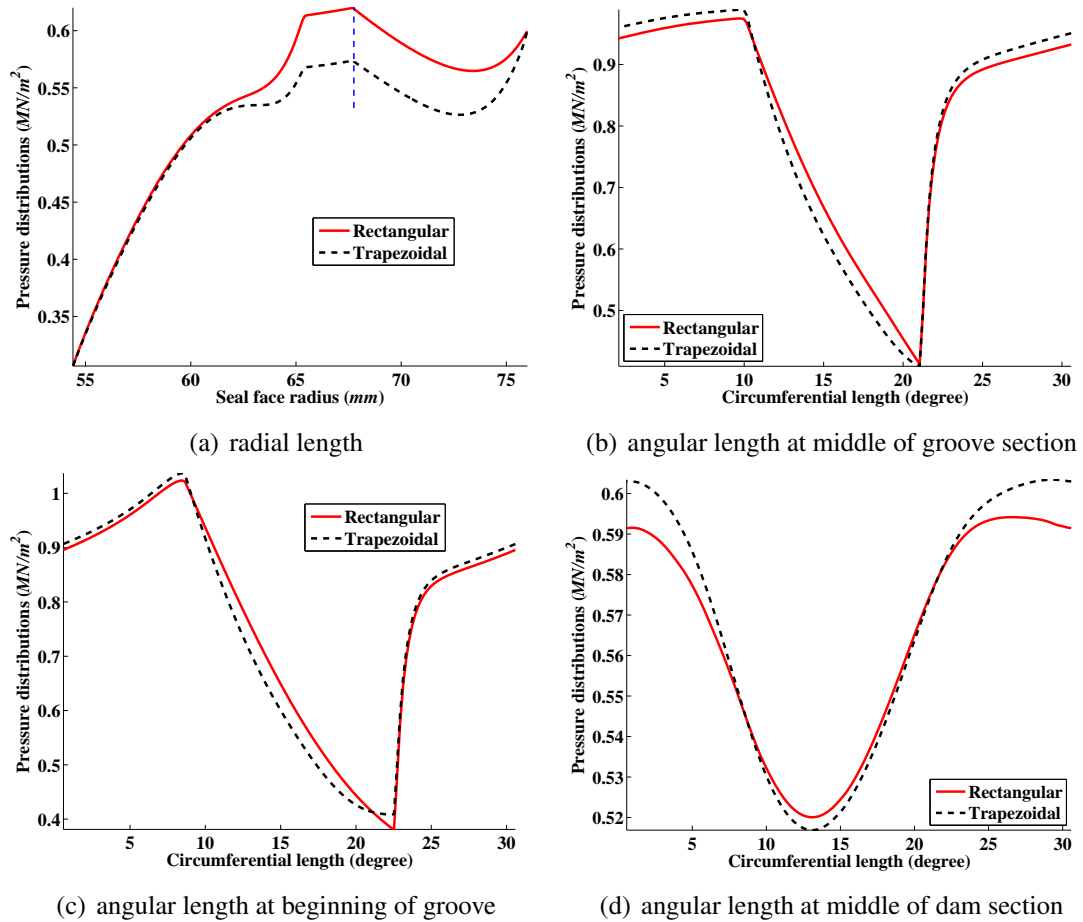 0.6
0.55
0.5
0.45
0.4
0.35
Pressure distributions (MN/m²)
55 60 65 70 75
Seal face radius (mm)
Rectangular
Trapezoidal
(a) radial length
0.9
0.8
0.7
0.6
0.5
Pressure distributions (MN/m²)
5 10 15 20 25 30
Circumferential length (degree)
Rectangular
Trapezoidal
(b) angular length at middle of groove section
1
0.9
0.8
0.7
0.6
0.5
0.4
Pressure distributions (MN/m²)
5 10 15 20 25 30
Circumferential length (degree)
Rectangular
Trapezoidal
(c) angular length at beginning of groove
0.6
0.59
0.58
0.56
0.55
0.53
0.52
Pressure distributions (MN/m²)
5 10 15 20 25 30
Circumferential length (degree)
Rectangular
Trapezoidal
(d) angular length at middle of dam section